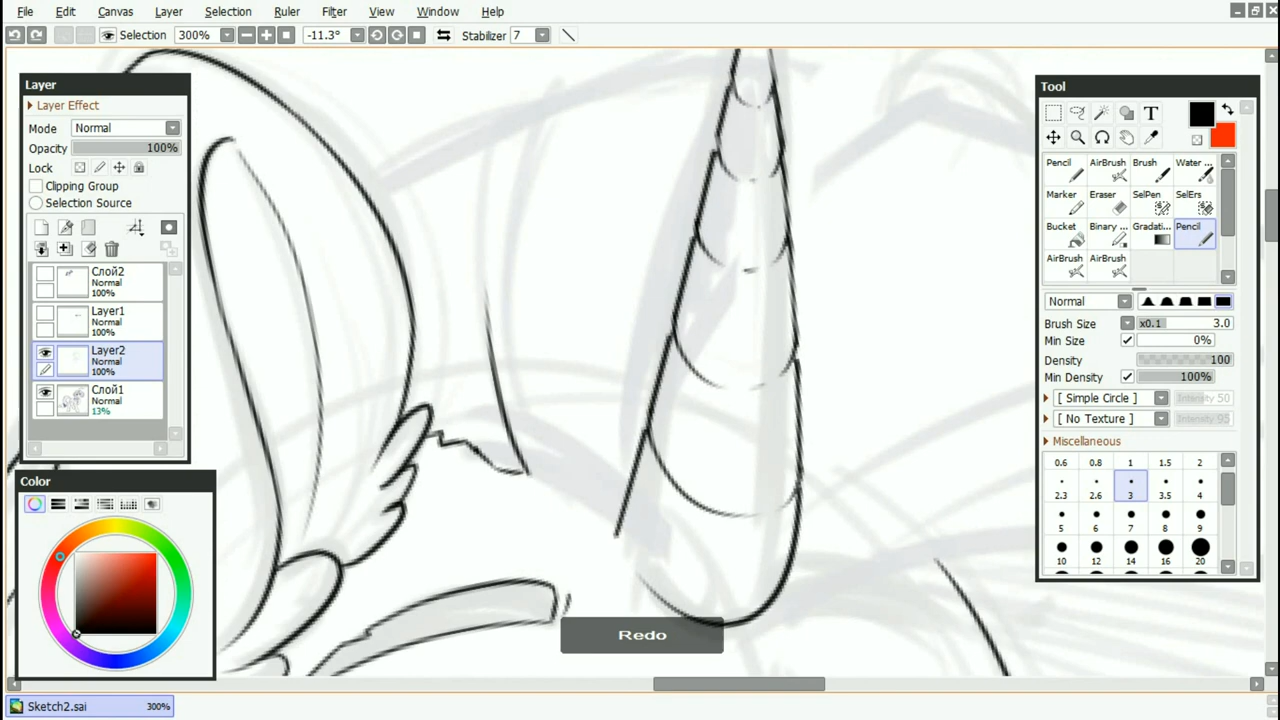 File Edit Canvas Layer Selection Ruler Filter View Window Help
Selection 300% -11.3° Stabilizer 7
Layer
Layer Effect
Mode Normal
Opacity 100%
Lock
Clipping Group
Selection Source
Слой2
Normal
100%
Layer1
Normal
100%
Layer2
Normal
100%
Слой1
Normal
13%
Color
Redo
Tool
T
Pencil AirBrush Brush Water ...
Marker Eraser SelPen SelErs
Bucket Binary ... Gradati... Pencil
AirBrush AirBrush
Normal
Brush Size x0.1 3.0
Min Size 0%
Density 100
Min Density 100%
[ Simple Circle ] Intensity 50
[ No Texture ] Intensity 95
Miscellaneous
0.6 0.8 1 1.5 2
2.3 2.6 3 3.5 4
5 6 7 8 9
10 12 14 16 20
Sketch2.sai 300%